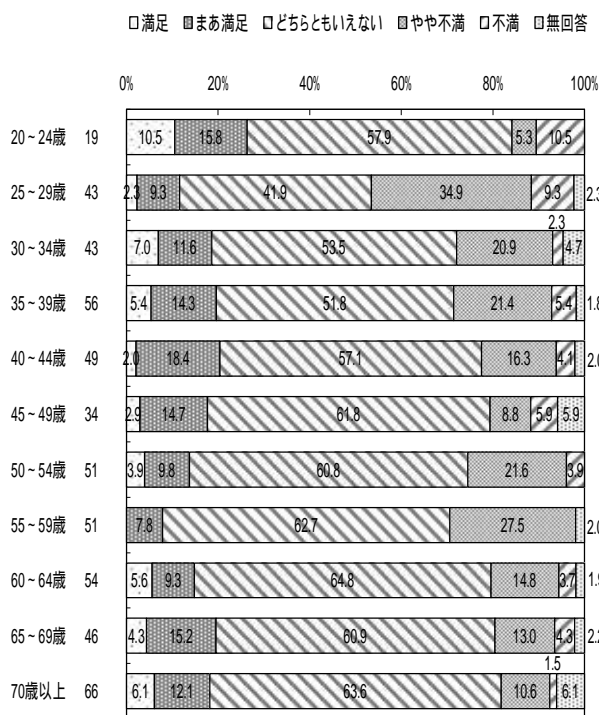 □満足 ■まあ満足 □どちらともいえない ■やや不満 □不満 □無回答
0% 20% 40% 60% 80% 100%
20~24歳 19 10.5 15.8 57.9 5.3 10.5
25~29歳 43 2.3 9.3 41.9 34.9 9.3 2.3
2.3
30~34歳 43 7.0 11.6 53.5 20.9 4.7
35~39歳 56 5.4 14.3 51.8 21.4 5.4 1.8
40~44歳 49 2.0 18.4 57.1 16.3 4.1 2.0
45~49歳 34 2.9 14.7 61.8 8.8 5.9 5.9
50~54歳 51 3.9 9.8 60.8 21.6 3.9
55~59歳 51 7.8 62.7 27.5 2.0
60~64歳 54 5.6 9.3 64.8 14.8 3.7 1.9
65~69歳 46 4.3 15.2 60.9 13.0 4.3 2.2
1.5
70歳以上 66 6.1 12.1 63.6 10.6 6.1